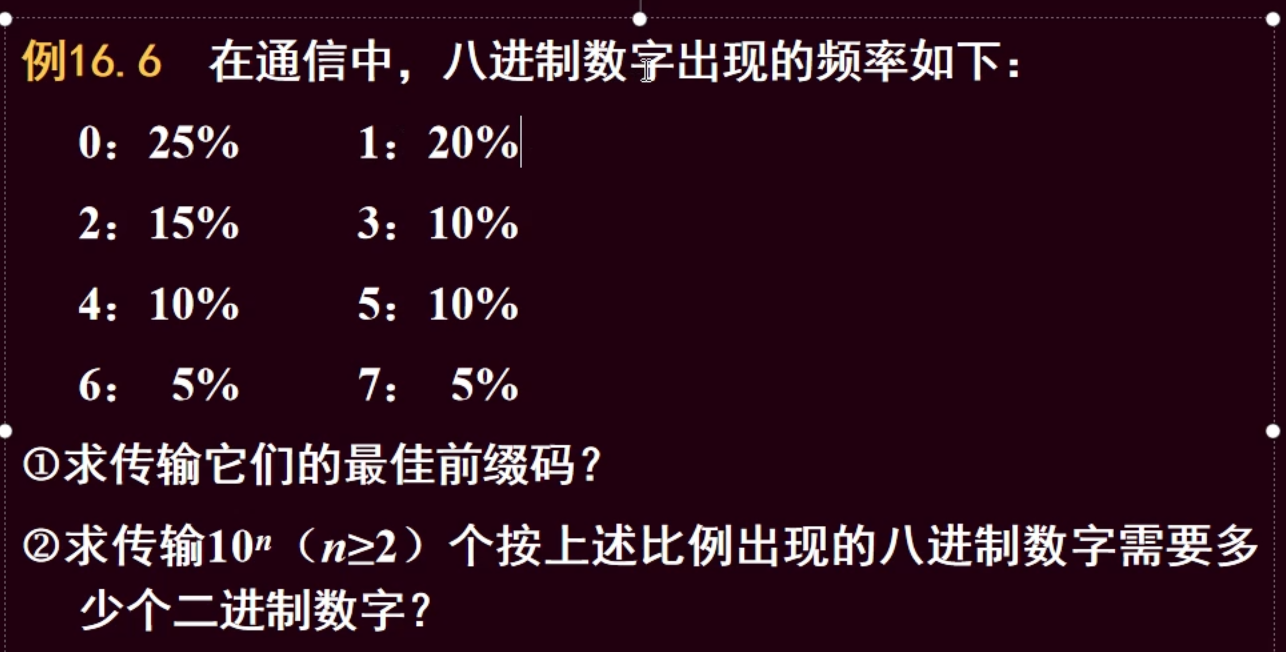 例16.6 在通信中，八进制数字出现的频率如下：
0：25% 1：20%
2：15% 3：10%
4：10% 5：10%
6： 5% 7： 5%
①求传输它们的最佳前缀码？
②求传输10ⁿ（n≥2）个按上述比例出现的八进制数字需要多
少个二进制数字？